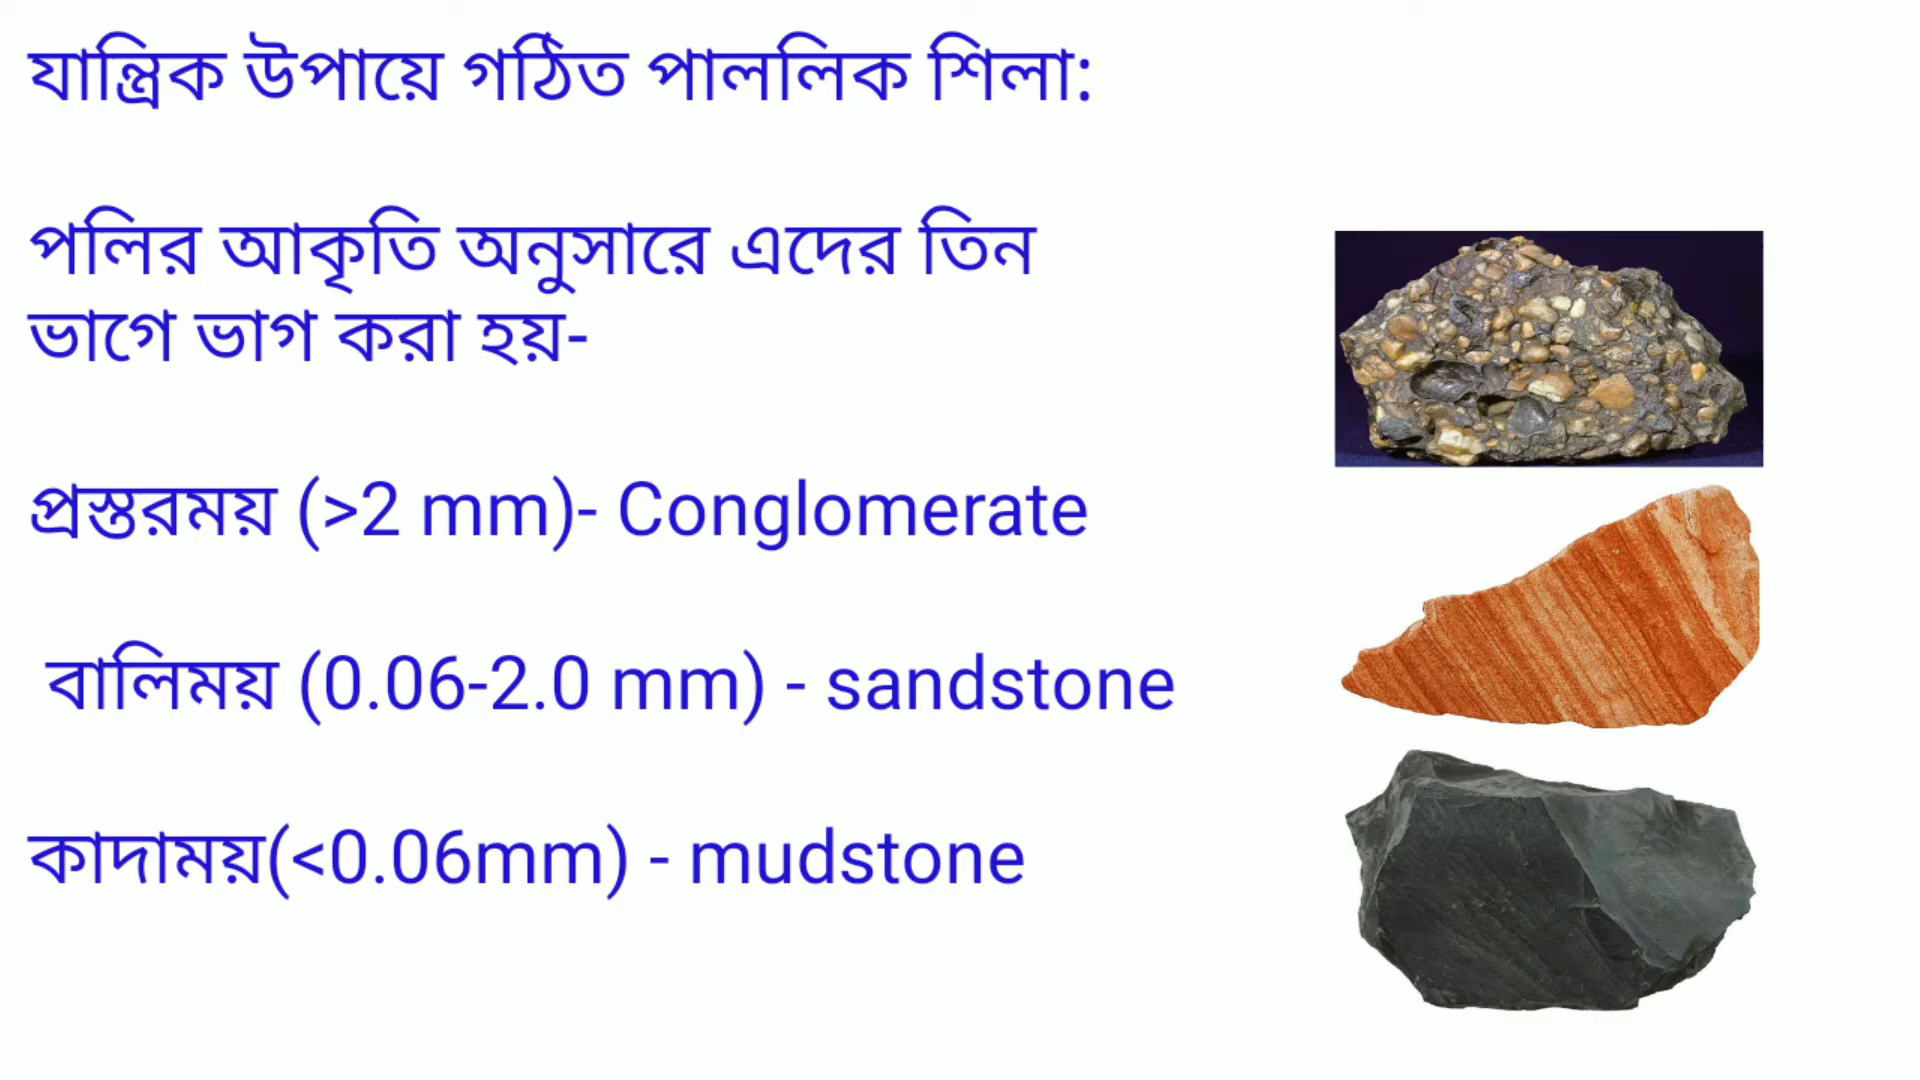 যান্ত্রিক উপায়ে গঠিত পাললিক শিলা:
পলির আকৃতি অনুসারে এদের তিন
ভাগে ভাগ করা হয়-
প্রস্তরময় (>2 mm)- Conglomerate
বালিময় (0.06-2.0 mm) - sandstone
কাদাময়(<0.06mm) - mudstone